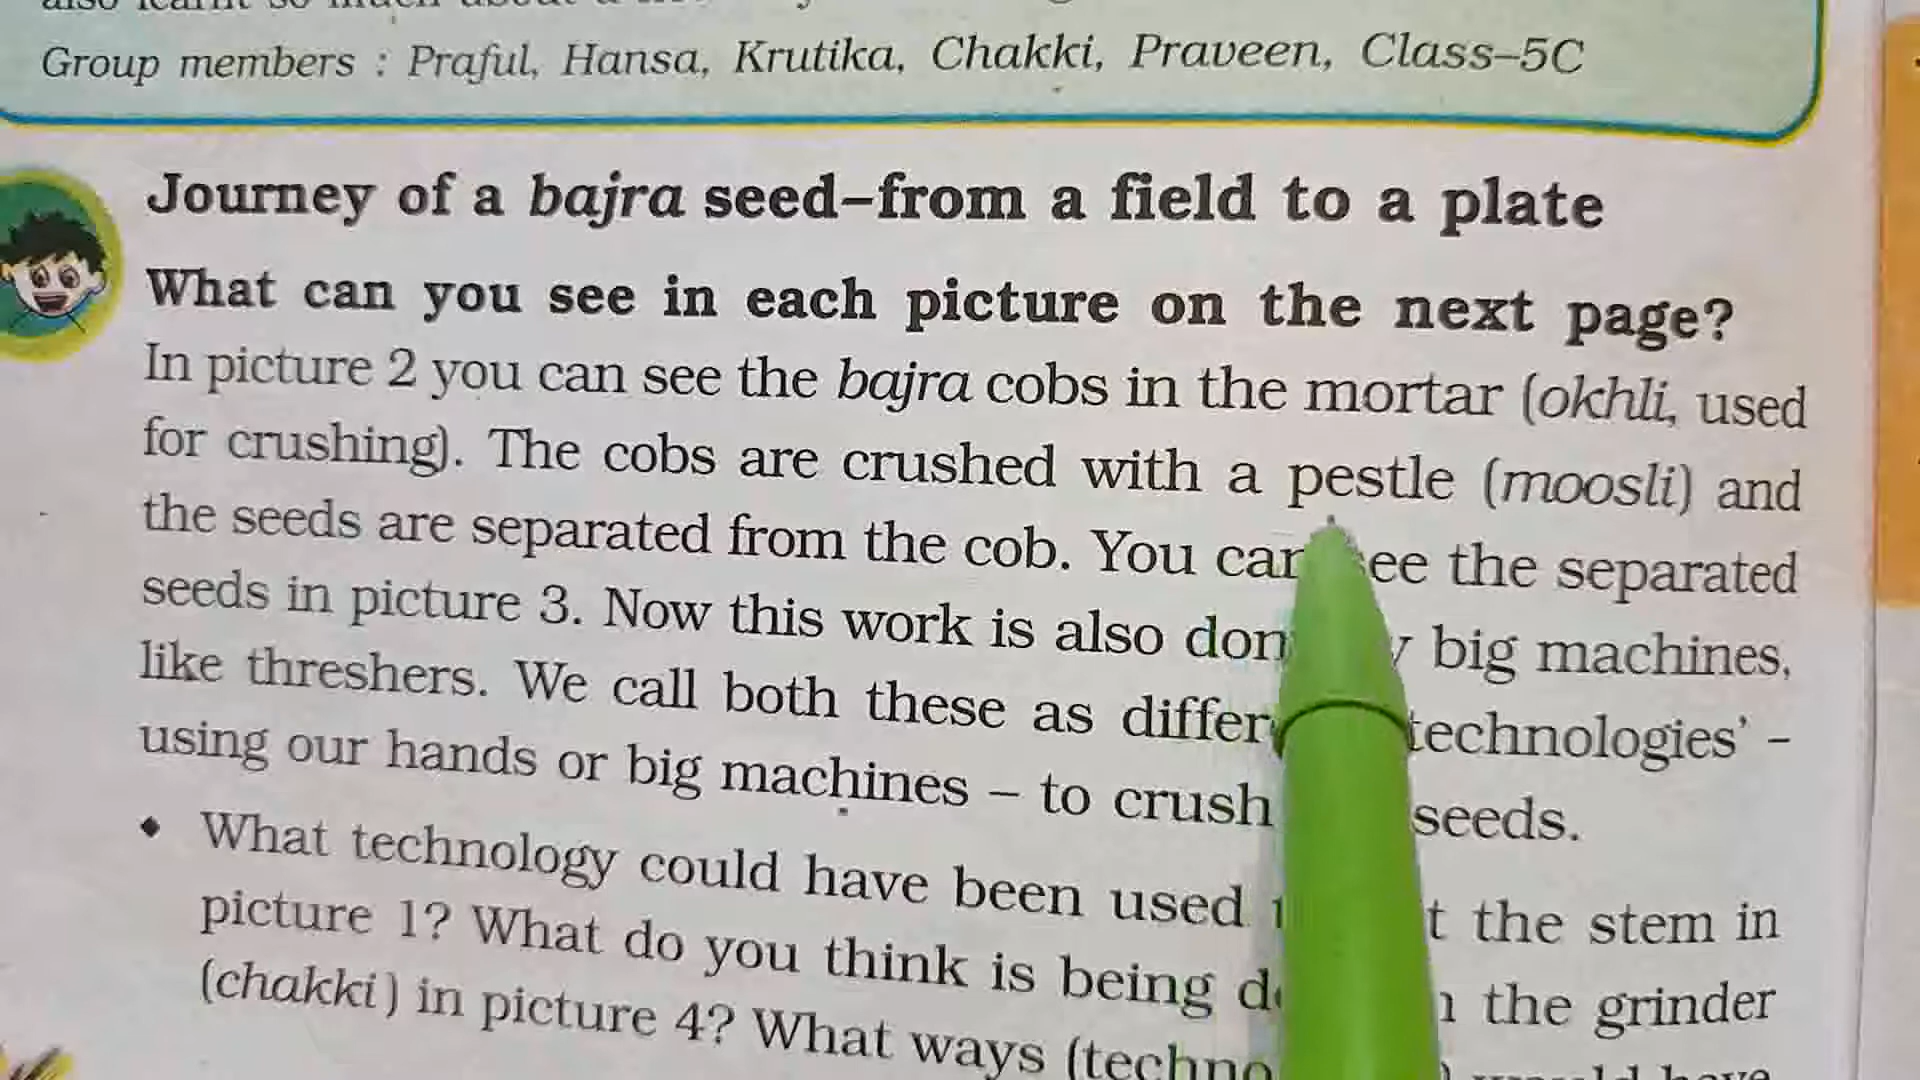 Group members : Praful, Hansa, Krutika, Chakki, Praveen, Class–5C
Journey of a bajra seed–from a field to a plate
What can you see in each picture on the next page?
In picture 2 you can see the bajra cobs in the mortar (okhli, used
for crushing). The cobs are crushed with a pestle (moosli) and
the seeds are separated from the cob. You can see the separated
seeds in picture 3. Now this work is also big machines,
like threshers. We call both these as technologies’ –
using our hands or big machines – to crush seeds.
◆ What technology could have been used the stem in
picture 1? What do you think is being the grinder
(chakki) in picture 4? What ways